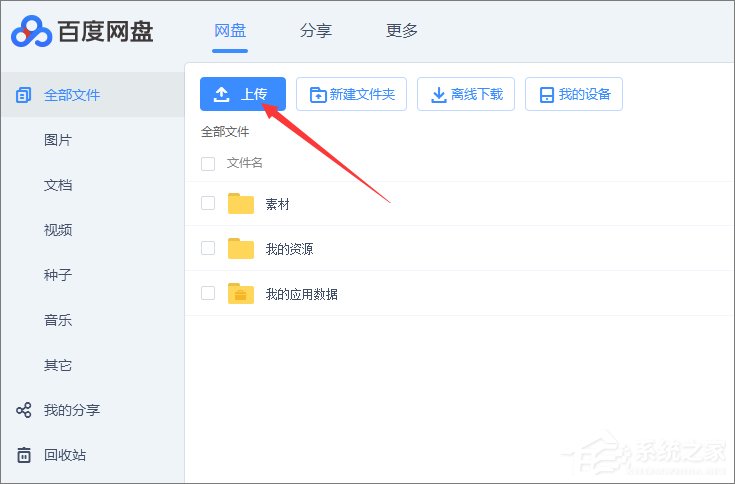 百度网盘
网盘 分享 更多
全部文件
图片
文档
视频
种子
音乐
其它
我的分享
回收站
上传 新建文件夹 离线下载 我的设备
全部文件
文件名
素材
我的资源
我的应用数据
系统之家